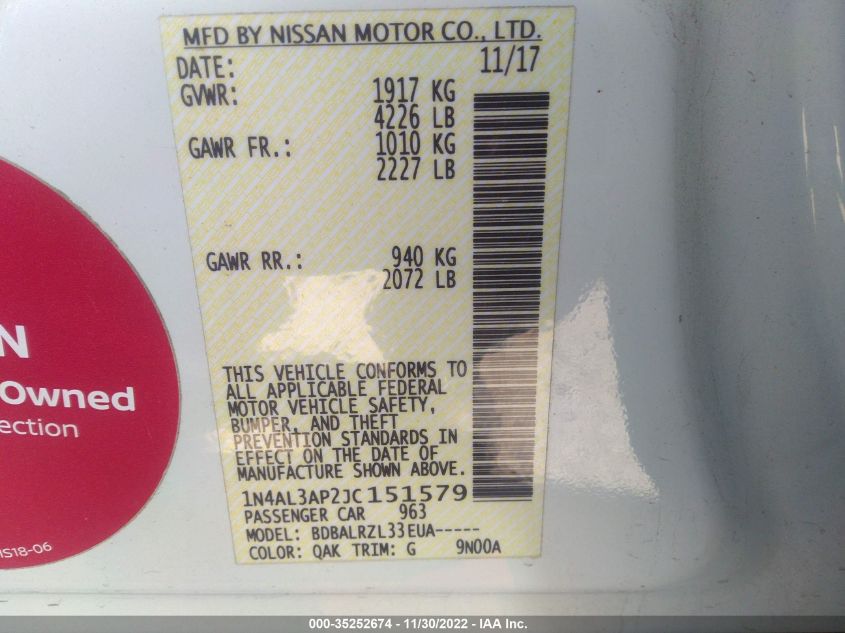 MFD BY NISSAN MOTOR CO., LTD.
DATE: 11/17
GVWR: 1917 KG
4226 LB
GAWR FR.: 1010 KG
2227 LB
GAWR RR.: 940 KG
2072 LB
THIS VEHICLE CONFORMS TO
ALL APPLICABLE FEDERAL
MOTOR VEHICLE SAFETY,
BUMPER, AND THEFT
PREVENTION STANDARDS IN
EFFECT ON THE DATE OF
MANUFACTURE SHOWN ABOVE.
1N4AL3AP2JC151579
PASSENGER CAR 963
MODEL: BDBALRZL33EUA-----
COLOR: QAK TRIM: G 9N00A
N
Owned
ection
IS18-06
000-35252674 - 11/30/2022 - IAA Inc.